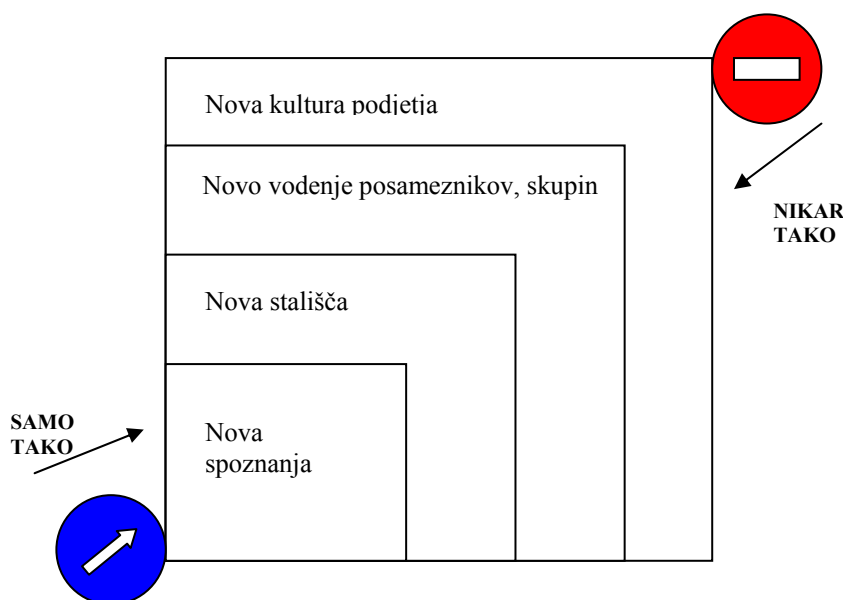 Nova kultura podjetja
Novo vodenje posameznikov, skupin
NIKAR
TAKO
Nova stališča
SAMO
TAKO
Nova
spoznanja